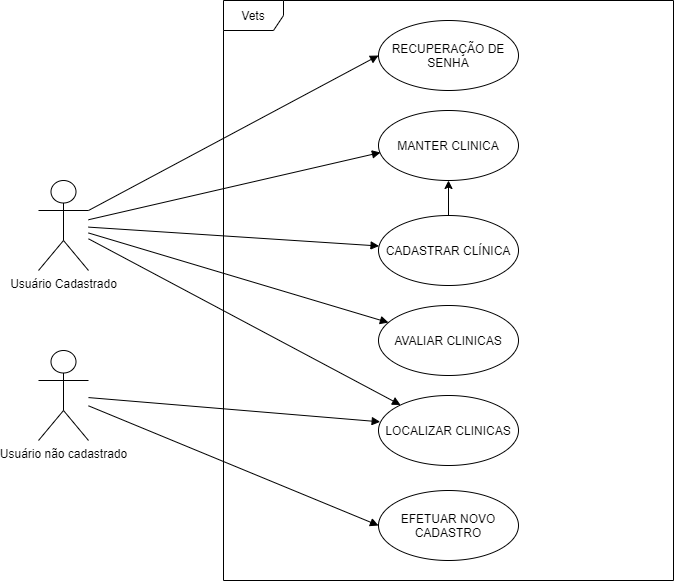 Vets
RECUPERAÇÃO DE
SENHA
MANTER CLINICA
CADASTRAR CLÍNICA
Usuário Cadastrado
AVALIAR CLINICAS
LOCALIZAR CLINICAS
Usuário não cadastrado
EFETUAR NOVO
CADASTRO